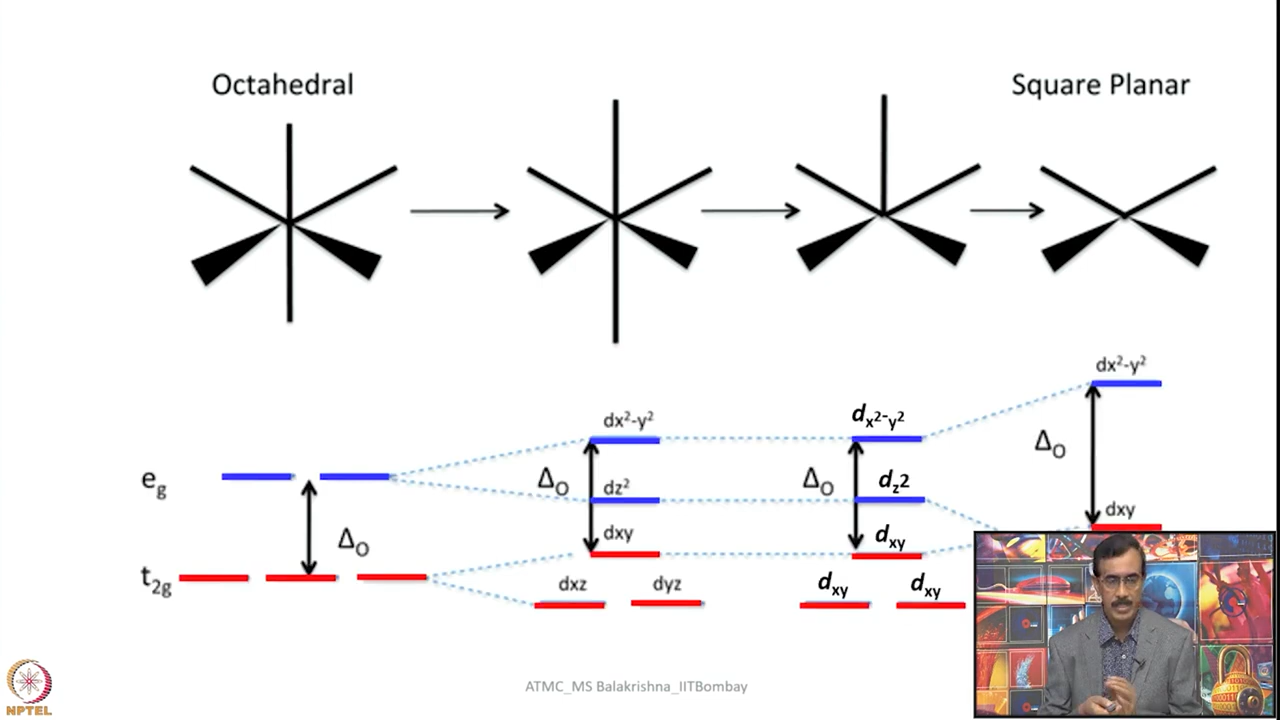 Octahedral
Square Planar
dx²-y²
dx²-y²
dx²-y²
ΔO
eg
ΔO
dz²
ΔO
dz2
dxy
dxy
dxy
ΔO
t2g
dxz
dyz
dxy
dxy
ATMC_MS Balakrishna_IITBombay
NPTEL